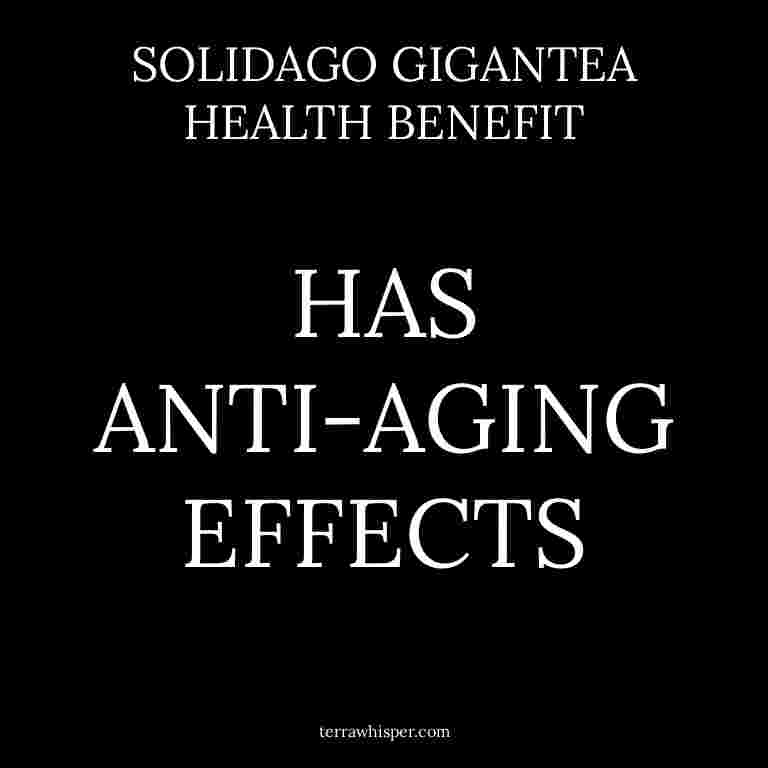 SOLIDAGO GIGANTEA
HEALTH BENEFIT
HAS
ANTI-AGING
EFFECTS
terrawhisper.com